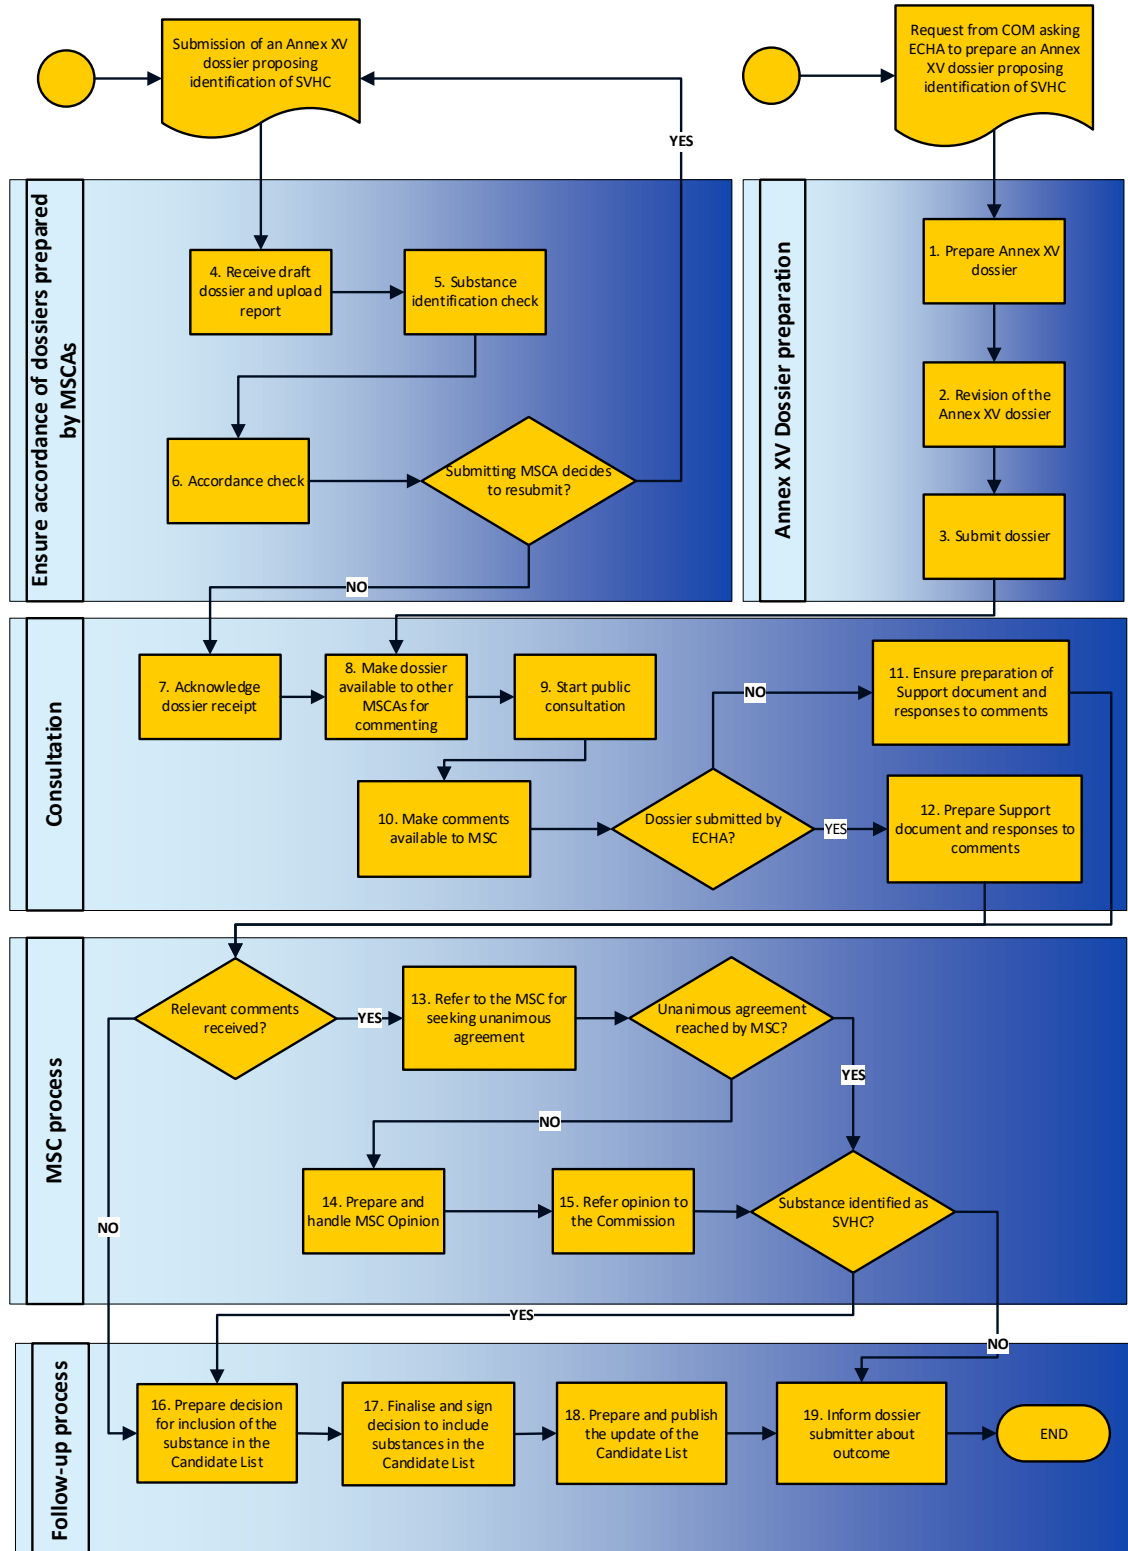 Submission of an Annex XV
dossier proposing
identification of SVHC
Request from COM asking
ECHA to prepare an Annex
XV dossier proposing
identification of SVHC
YES
Ensure accordance of dossiers prepared
by MSCAs
4. Receive draft
dossier and upload
report
5. Substance
identification check
6. Accordance check
Submitting MSCA decides
to resubmit?
NO
Annex XV Dossier preparation
1. Prepare Annex XV
dossier
2. Revision of the
Annex XV dossier
3. Submit dossier
Consultation
7. Acknowledge
dossier receipt
8. Make dossier
available to other
MSCAs for
commenting
9. Start public
consultation
10. Make comments
available to MSC
Dossier submitted by
ECHA?
NO
YES
11. Ensure preparation of
Support document and
responses to comments
12. Prepare Support
document and responses to
comments
MSC process
Relevant comments
received?
YES
13. Refer to the MSC for
seeking unanimous
agreement
Unanimous agreement
reached by MSC?
YES
NO
14. Prepare and
handle MSC Opinion
15. Refer opinion to
the Commission
Substance identified as
SVHC?
NO
YES
NO
Follow-up process
16. Prepare decision
for inclusion of the
substance in the
Candidate List
17. Finalise and sign
decision to include
substances in the
Candidate List
18. Prepare and publish
the update of the
Candidate List
19. Inform dossier
submitter about
outcome
END